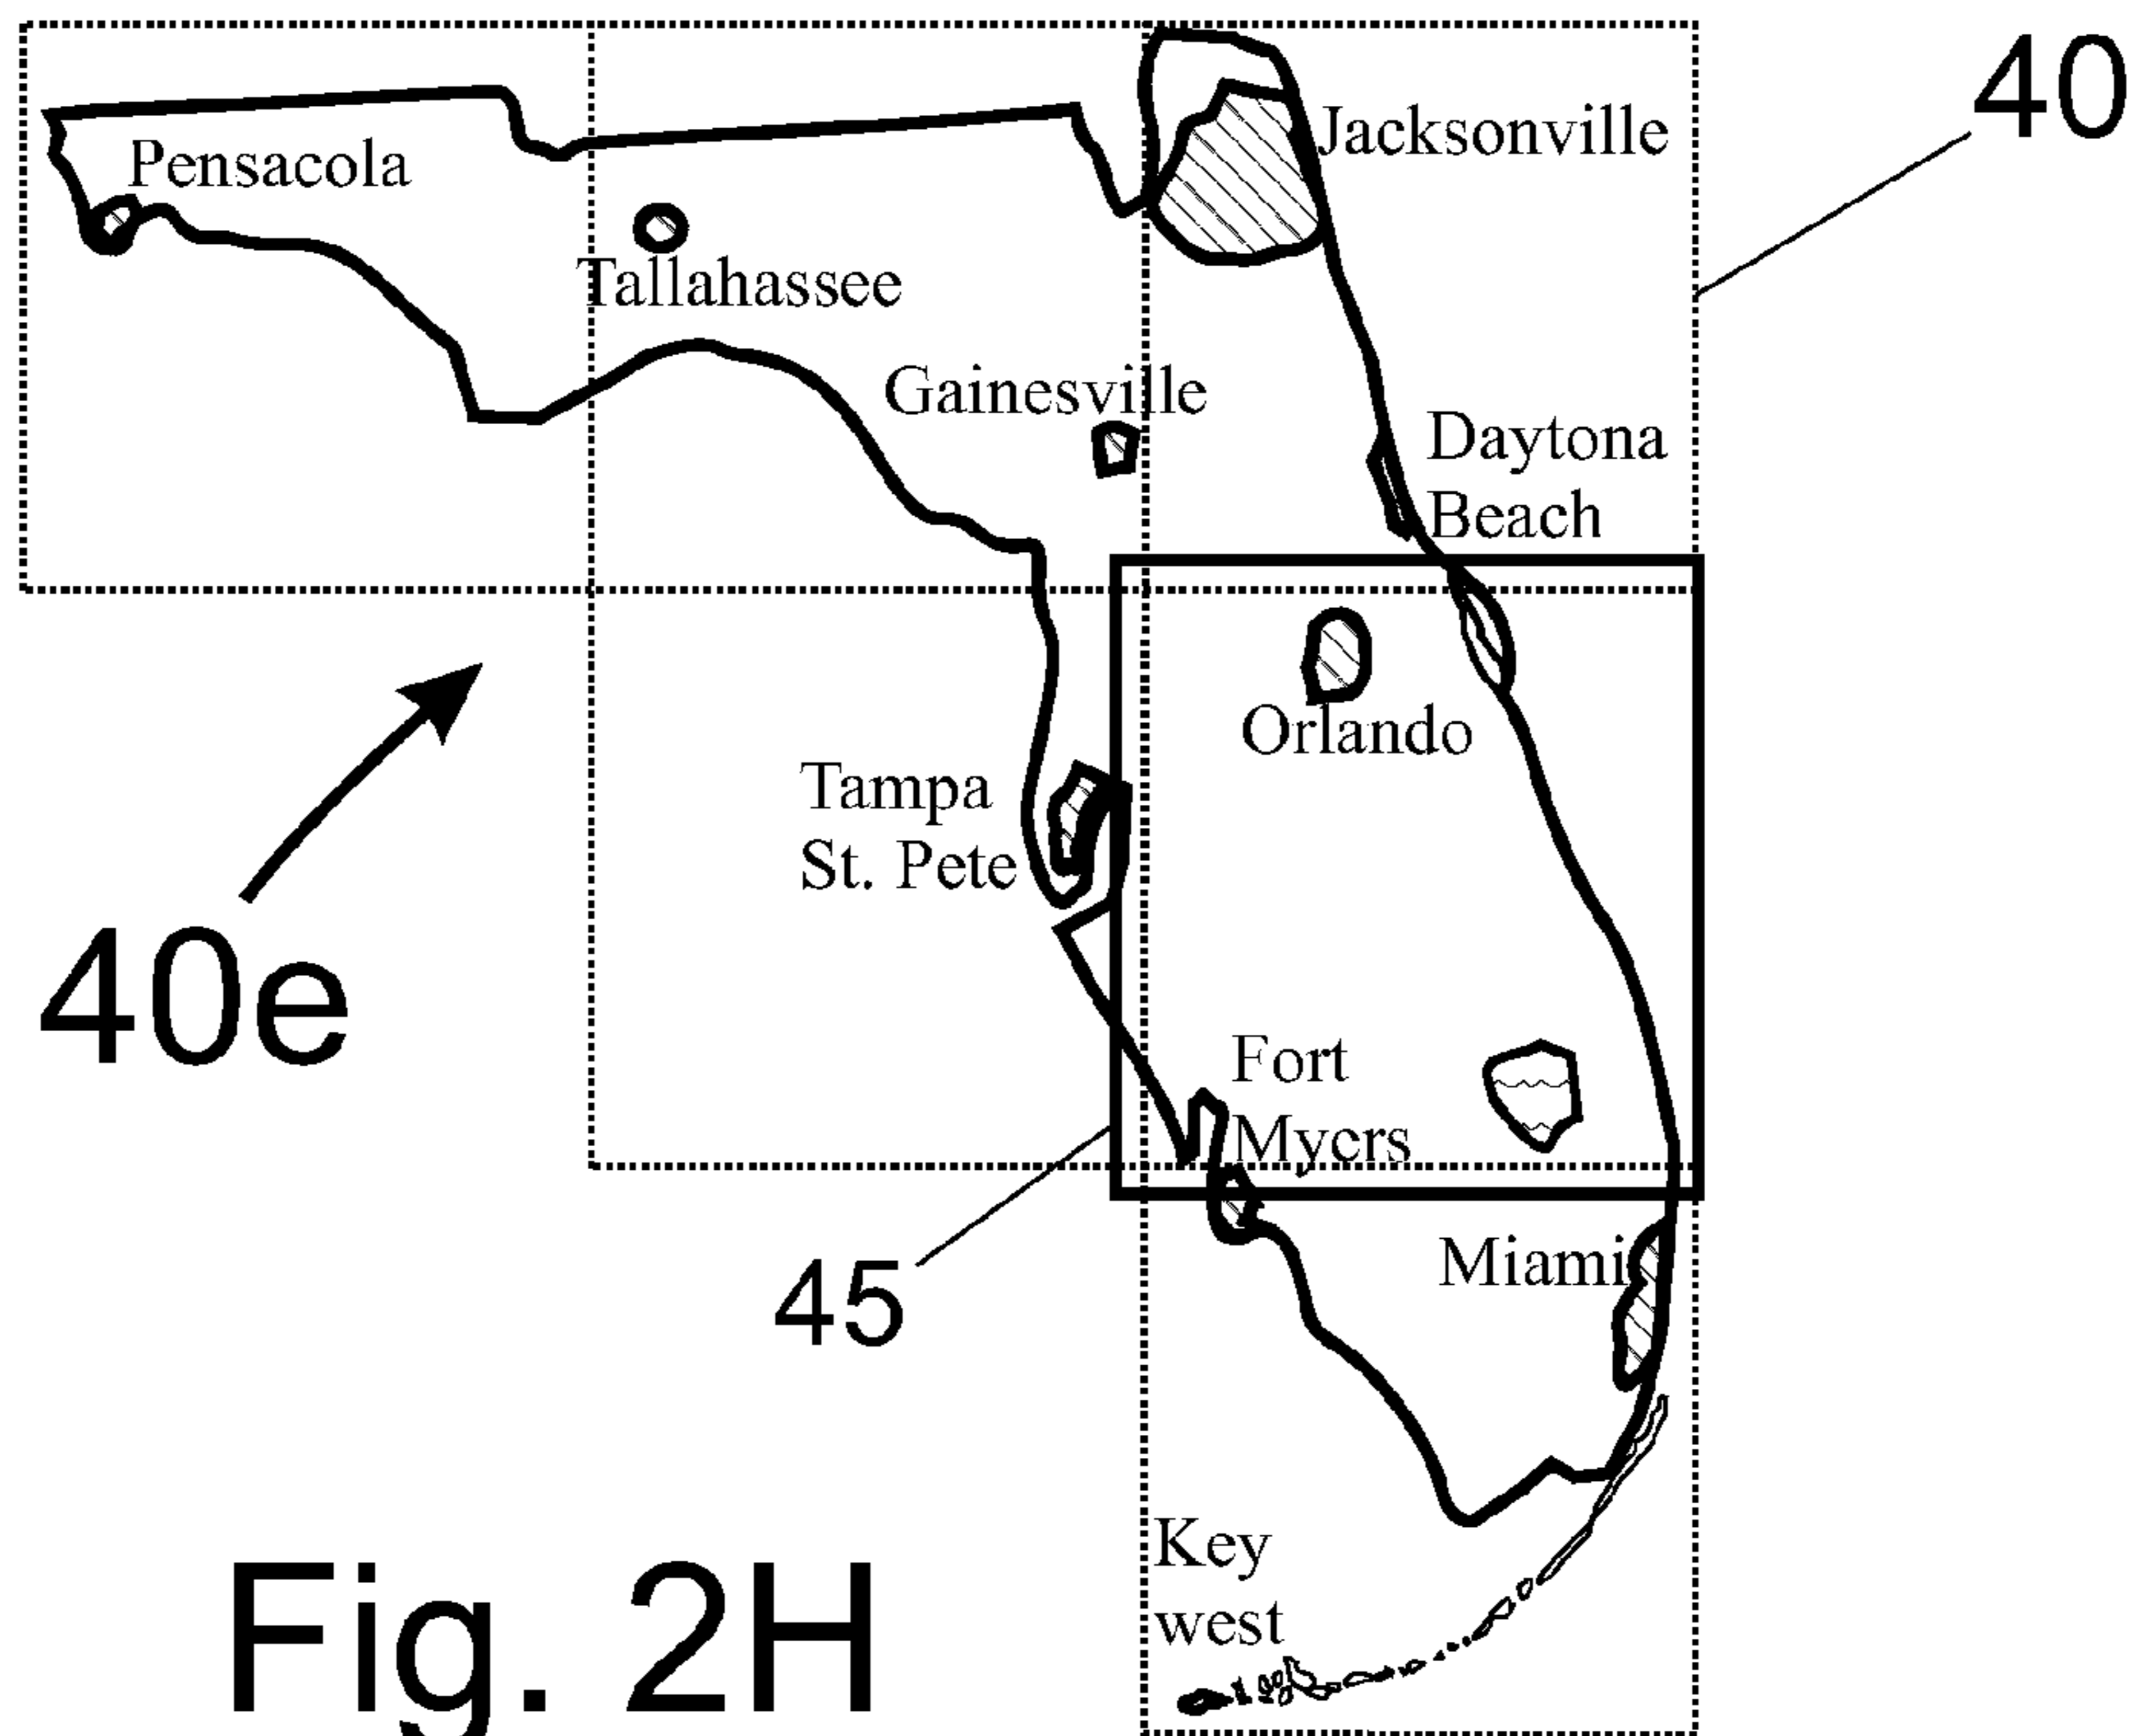 40
Jacksonville
Pensacola
Tallahassee
Gainesville
Daytona
Beach
Orlando
Tampa
St. Pete
40e
Fort
Mycrs
Miami
45
Key
west
Fig. 2H